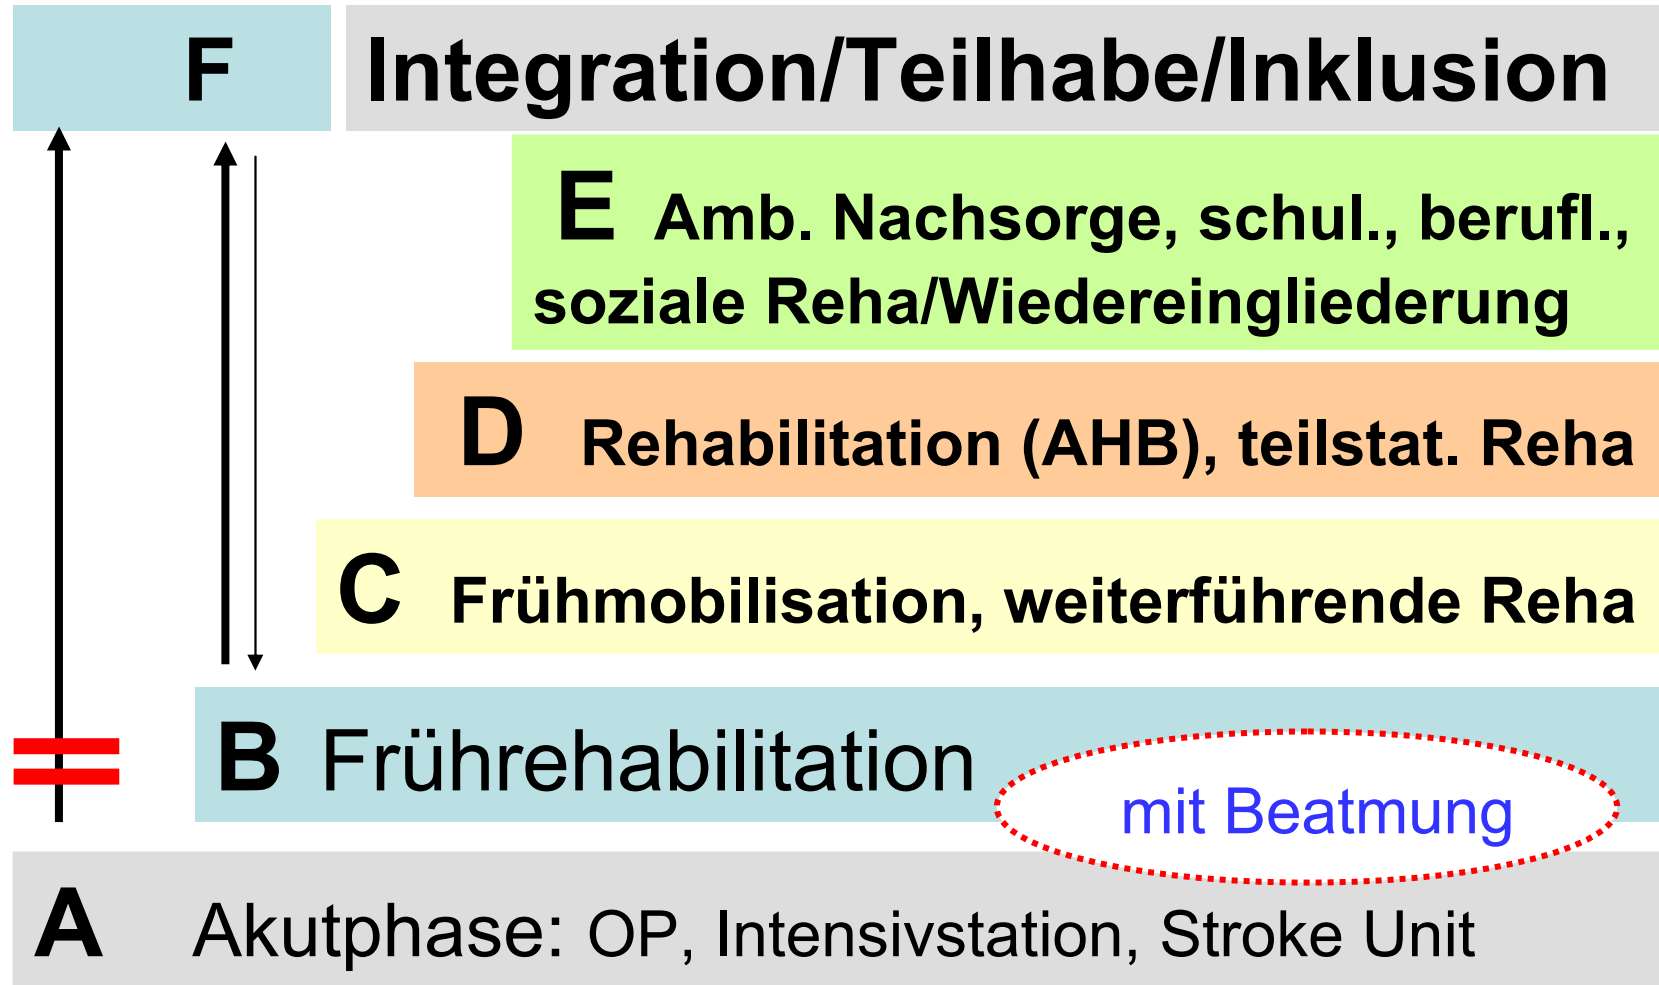 F Integration/Teilhabe/Inklusion
E Amb. Nachsorge, schul., berufl.,
soziale Reha/Wiedereingliederung
D Rehabilitation (AHB), teilstat. Reha
C Frühmobilisation, weiterführende Reha
B Frührehabilitation
mit Beatmung
A Akutphase: OP, Intensivstation, Stroke Unit